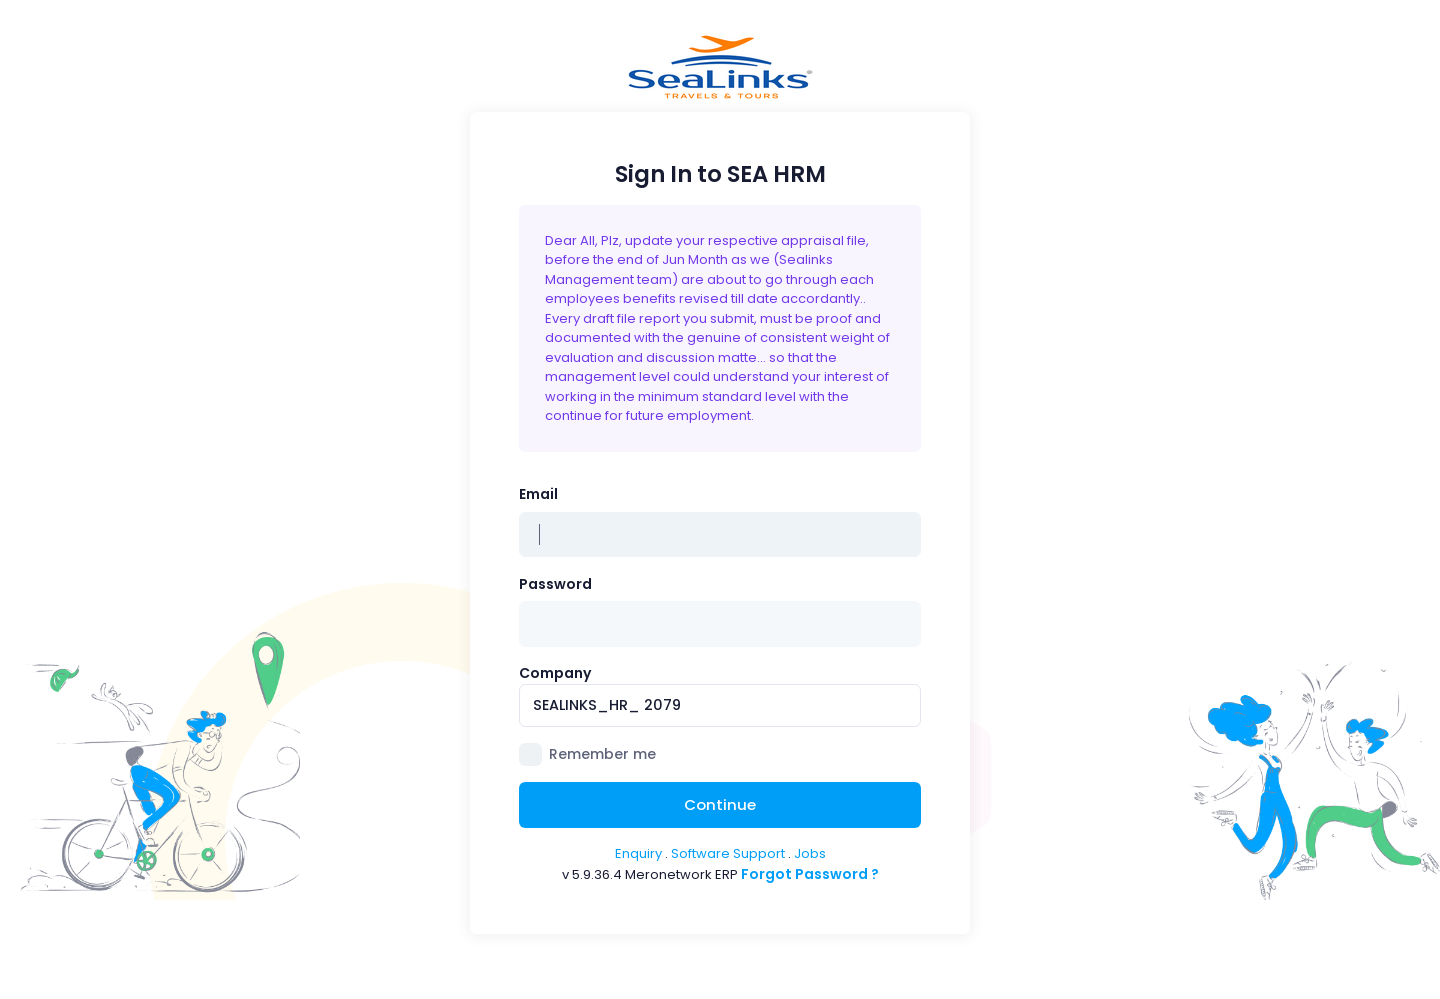 SeaLinks®
TRAVELS & TOURS
Sign In to SEA HRM
Dear All, Plz, update your respective appraisal file,
before the end of Jun Month as we (Sealinks
Management team) are about to go through each
employees benefits revised till date accordantly..
Every draft file report you submit, must be proof and
documented with the genuine of consistent weight of
evaluation and discussion matte... so that the
management level could understand your interest of
working in the minimum standard level with the
continue for future employment.
Email
Password
Company
SEALINKS_HR_ 2079
Remember me
Continue
Enquiry . Software Support . Jobs
v 5.9.36.4 Meronetwork ERP Forgot Password ?